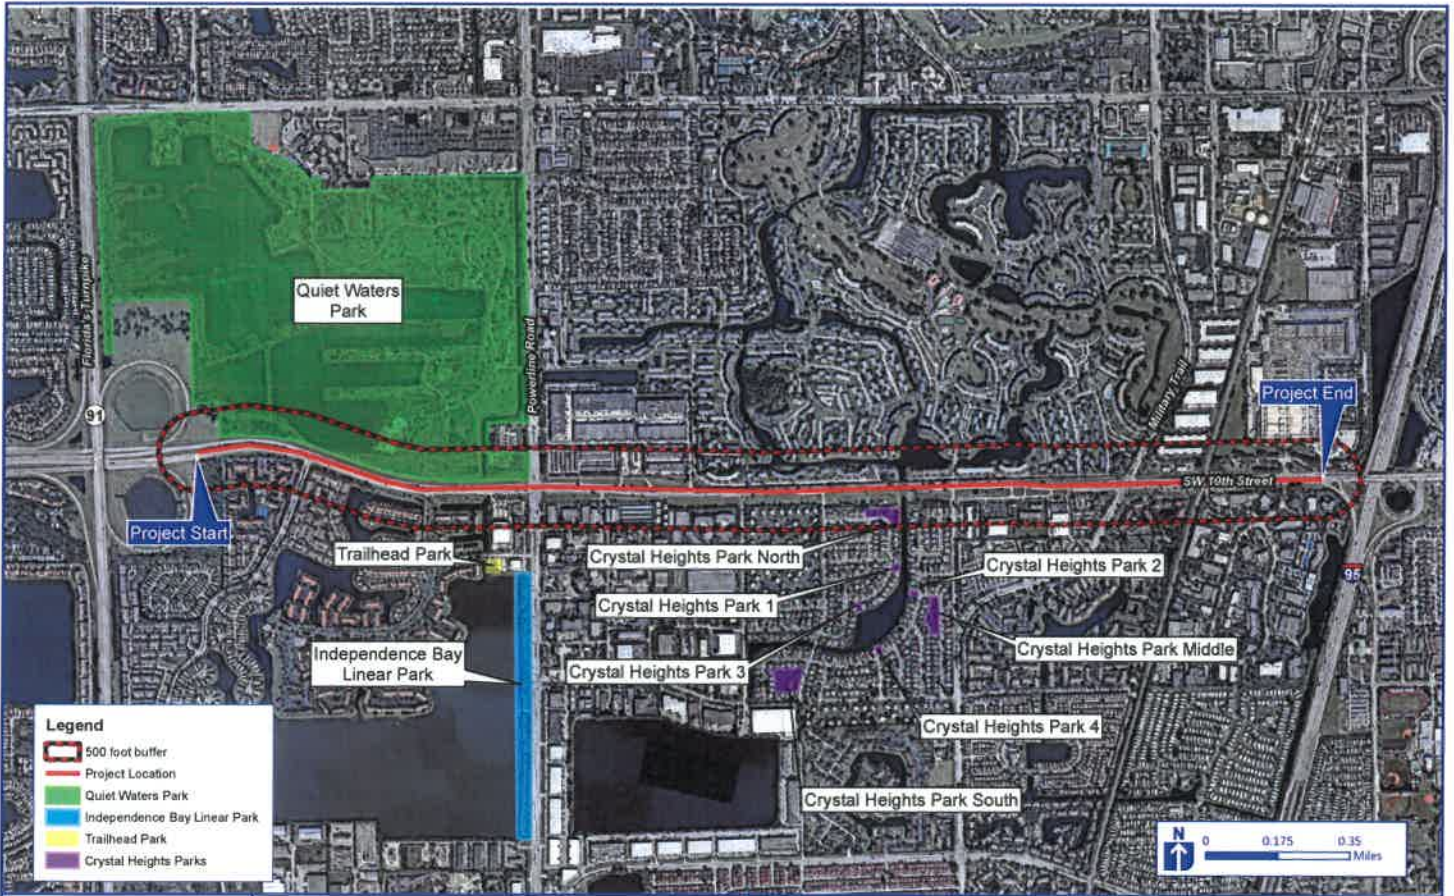 Quiet Waters
Park
Florida's Turnpike
Powerline Road
91
Military Trail
Project End
SW 10th Street
Project Start
Trailhead Park
Crystal Heights Park North
Crystal Heights Park 2
95
Crystal Heights Park 1
Independence Bay
Linear Park
Crystal Heights Park Middle
Crystal Heights Park 3
Crystal Heights Park 4
Crystal Heights Park South
Legend
500 foot buffer
Project Location
Quiet Waters Park
Independence Bay Linear Park
Trailhead Park
Crystal Heights Parks
N
0 0.175 0.35
Miles